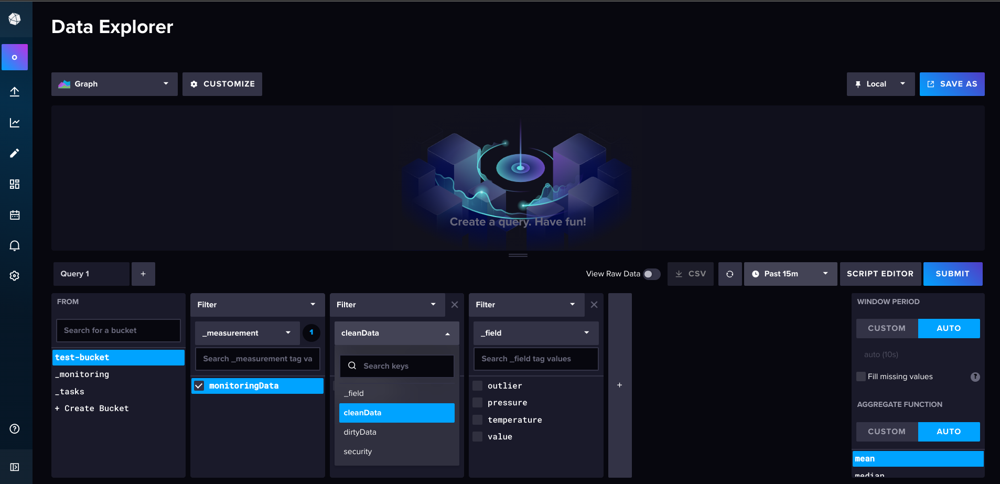 Data Explorer
O
Graph
CUSTOMIZE
Local
SAVE AS
Create a query. Have fun!
Query 1
+
View Raw Data
CSV
Past 15m
SCRIPT EDITOR
SUBMIT
FROM
Search for a bucket
test-bucket
_monitoring
_tasks
+ Create Bucket
Filter
_measurement
1
Search _measurement tag va
monitoringData
Filter
cleanData
Search keys
_field
cleanData
dirtyData
security
Filter
_field
Search _field tag values
outlier
pressure
temperature
value
+
WINDOW PERIOD
CUSTOM
AUTO
auto (10s)
Fill missing values
?
AGGREGATE FUNCTION
CUSTOM
AUTO
mean
median